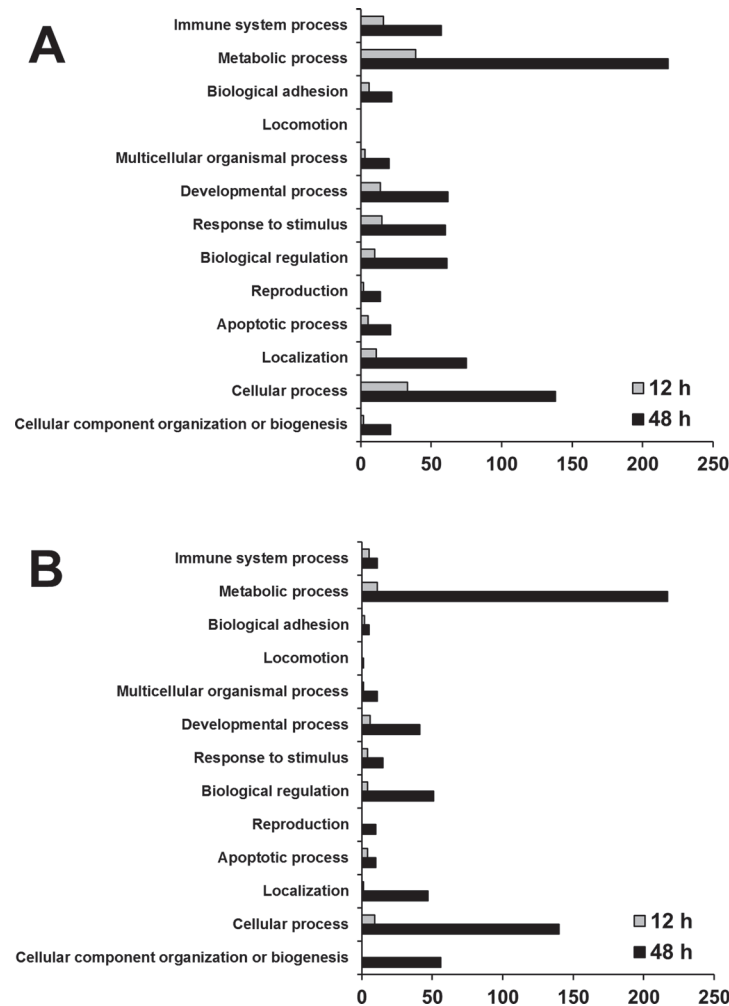 A
Immune system process
Metabolic process
Biological adhesion
Locomotion
Multicellular organismal process
Developmental process
Response to stimulus
Biological regulation
Reproduction
Apoptotic process
Localization
Cellular process
Cellular component organization or biogenesis
12 h
48 h
0 50 100 150 200 250
B
Immune system process
Metabolic process
Biological adhesion
Locomotion
Multicellular organismal process
Developmental process
Response to stimulus
Biological regulation
Reproduction
Apoptotic process
Localization
Cellular process
Cellular component organization or biogenesis
12 h
48 h
0 50 100 150 200 250